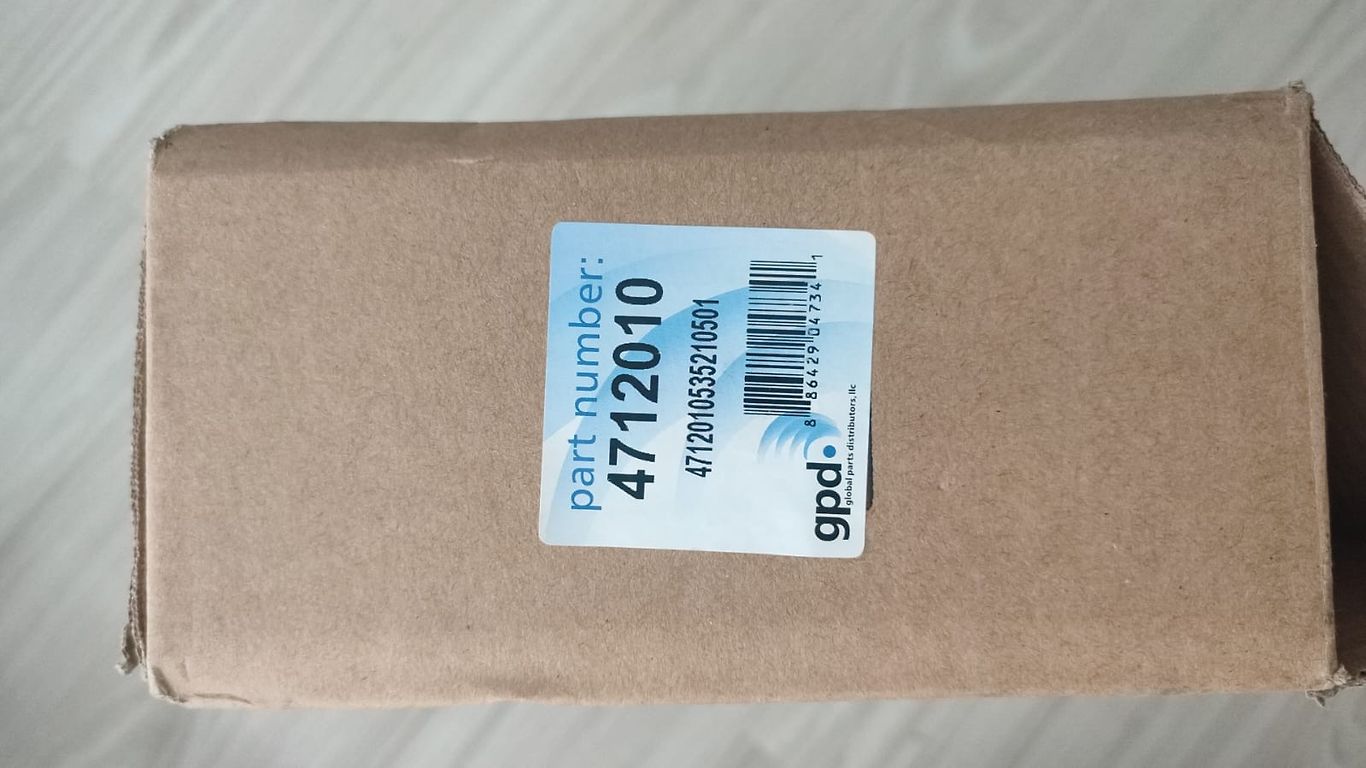 part number:
4712010
4712010535210501
8 86429 04734 1
gpd
global parts distributors, llc